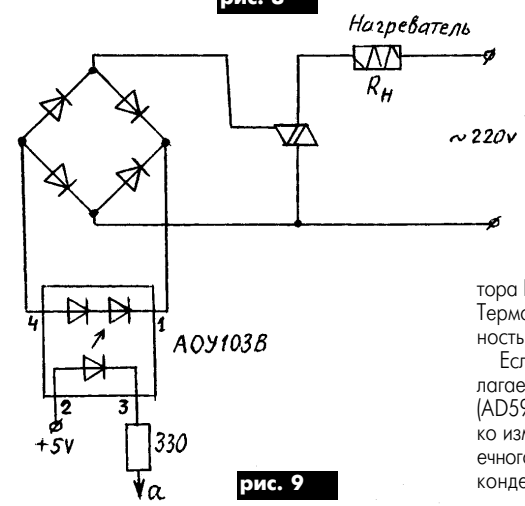 рис. 8
Нагреватель
Rн
~220v
4
1
АОУ103В
2
3
+5v
330
a
рис. 9
тора
Термо
ность
Есл
лагае
(AD59
ко изм
ечного
конде